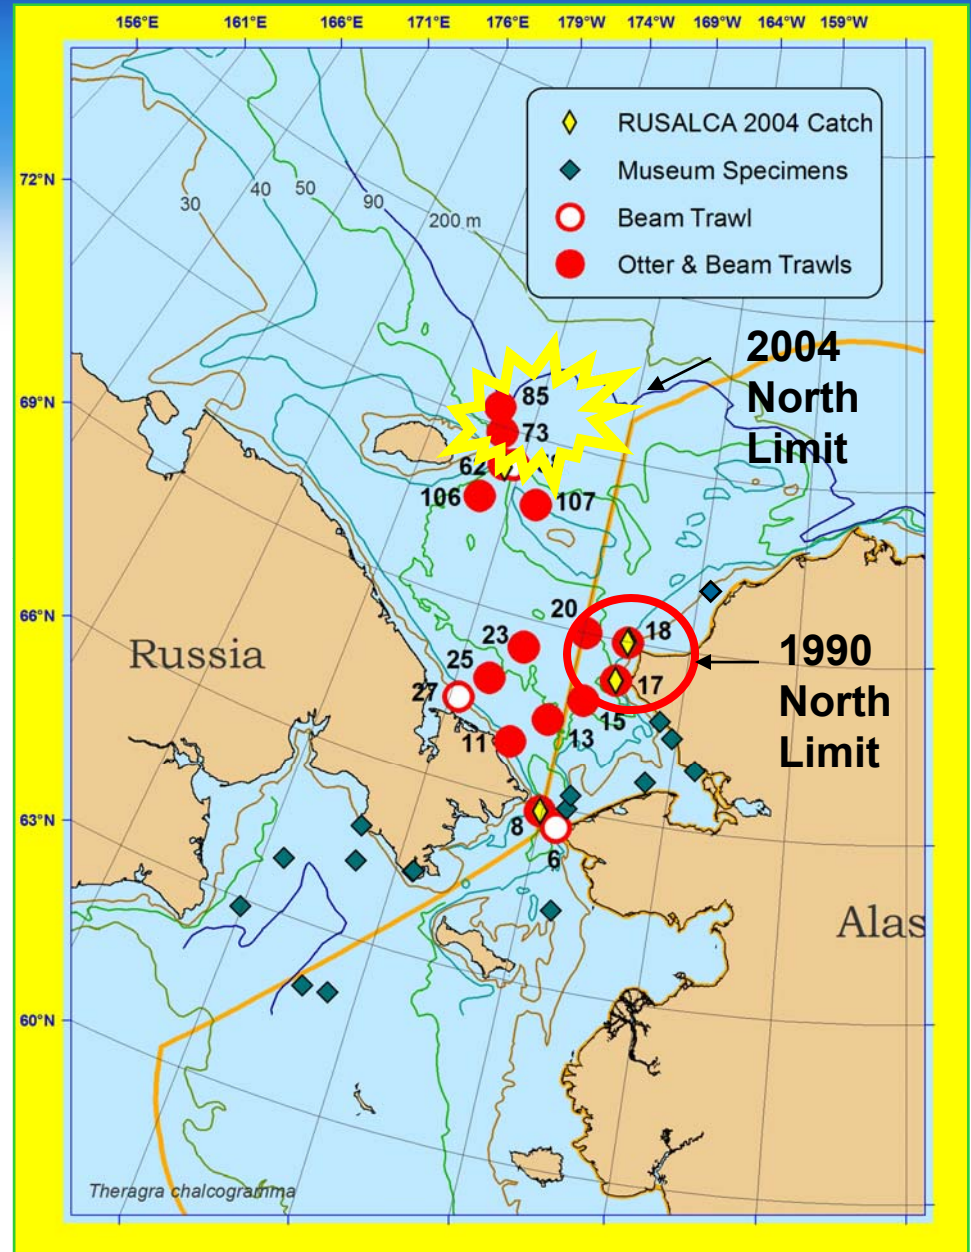 156°E 161°E 166°E 171°E 176°E 179°W 174°W 169°W 164°W 159°W
RUSALCA 2004 Catch
Museum Specimens
Beam Trawl
Otter & Beam Trawls
72°N
30
40
50
90
200 m
2004
North
Limit
69°N
85
73
62
106
107
66°N
Russia
20
18
23
25
17
27
15
13
11
1990
North
Limit
63°N
8
6
Alas
60°N
Theragra chalcogramma